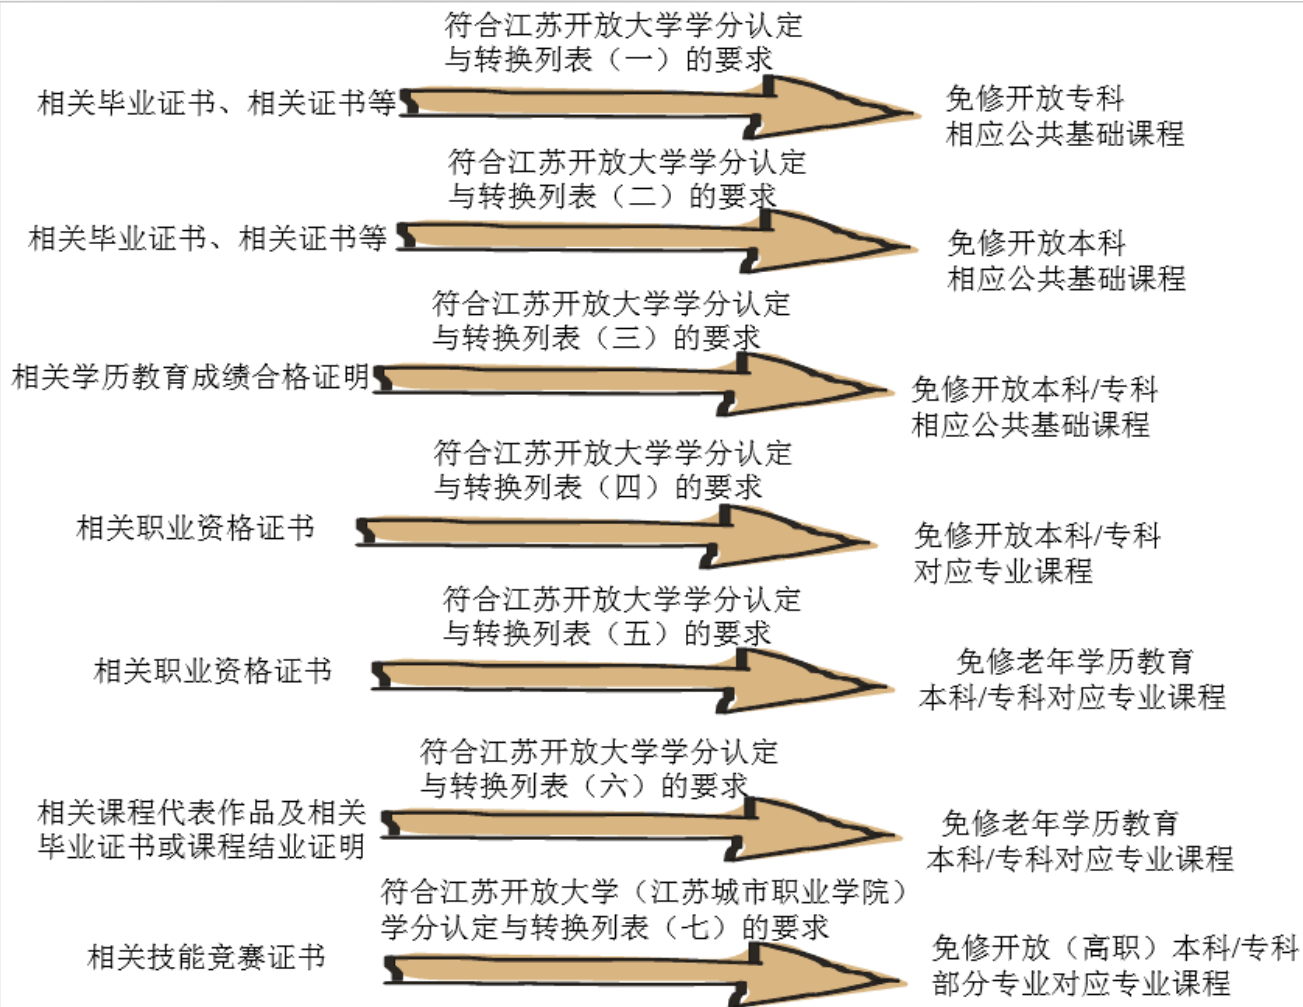 符合江苏开放大学学分认定
与转换列表（一）的要求
相关毕业证书、相关证书等
免修开放专科
相应公共基础课程
符合江苏开放大学学分认定
与转换列表（二）的要求
相关毕业证书、相关证书等
免修开放本科
相应公共基础课程
符合江苏开放大学学分认定
与转换列表（三）的要求
相关学历教育成绩合格证明
免修开放本科/专科
相应公共基础课程
符合江苏开放大学学分认定
与转换列表（四）的要求
相关职业资格证书
免修开放本科/专科
对应专业课程
符合江苏开放大学学分认定
与转换列表（五）的要求
相关职业资格证书
免修老年学历教育
本科/专科对应专业课程
符合江苏开放大学学分认定
与转换列表（六）的要求
相关课程代表作品及相关
毕业证书或课程结业证明
免修老年学历教育
本科/专科对应专业课程
符合江苏开放大学（江苏城市职业学院）
学分认定与转换列表（七）的要求
相关技能竞赛证书
免修开放（高职）本科/专科
部分专业对应专业课程